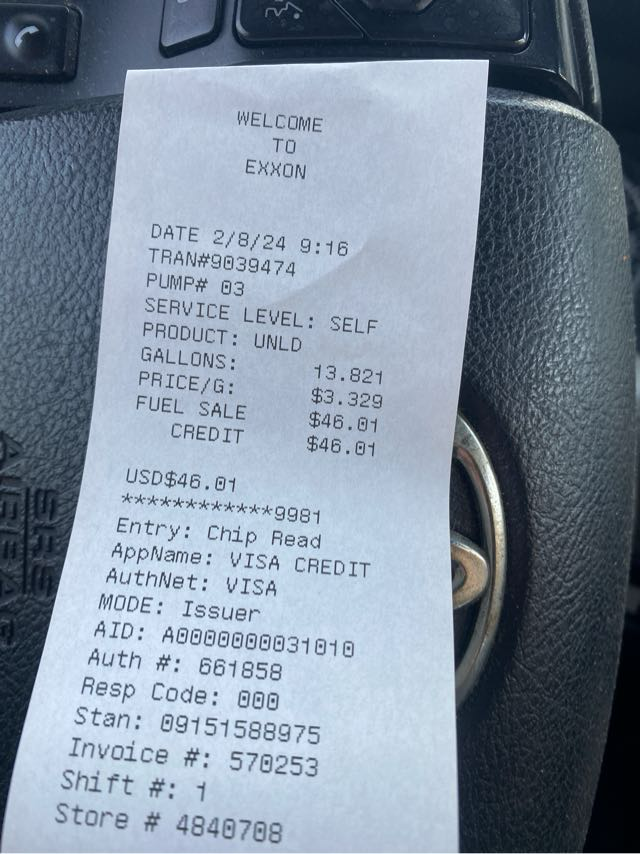 WELCOME
TO
EXXON
DATE 2/8/24 9:16
TRAN#9039474
PUMP# 03
SERVICE LEVEL: SELF
PRODUCT: UNLD
GALLONS: 13.821
PRICE/G: $3.329
FUEL SALE $46.01
CREDIT $46.01
USD$46.01
************9981
Entry: Chip Read
AppName: VISA CREDIT
AuthNet: VISA
MODE: Issuer
AID: A0000000031010
Auth #: 661858
Resp Code: 000
Stan: 09151588975
Invoice #: 570253
Shift #: 1
Store # 4840708
SRS
AIRBAG